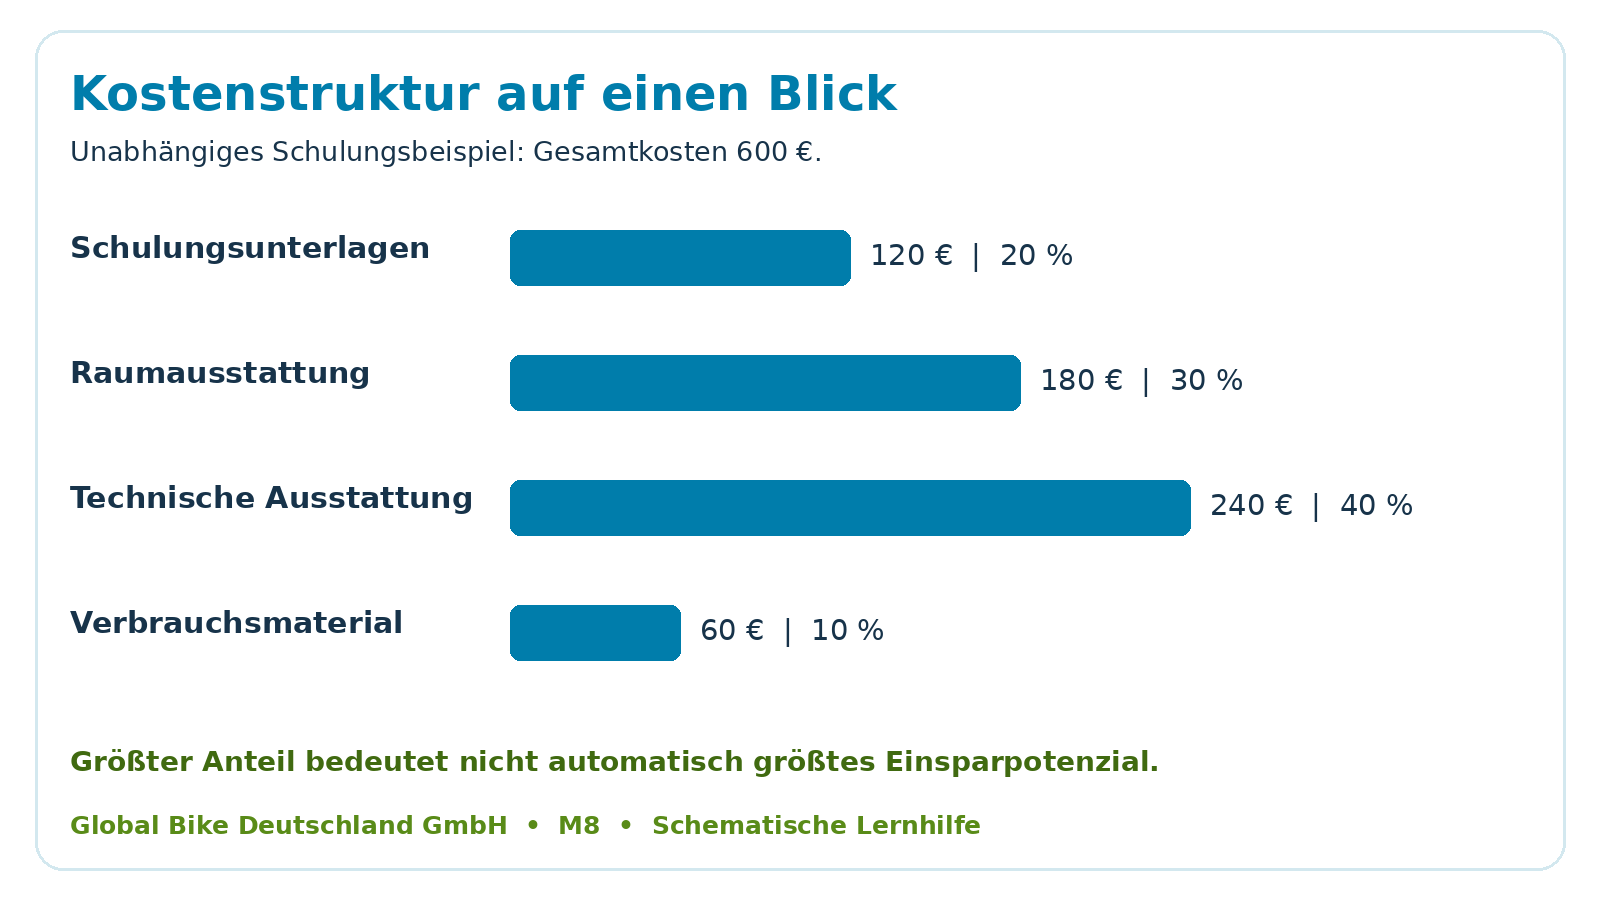 Kostenstruktur auf einen Blick
Unabhängiges Schulungsbeispiel: Gesamtkosten 600 €.
Schulungsunterlagen 120 € | 20 %
Raumausstattung 180 € | 30 %
Technische Ausstattung 240 € | 40 %
Verbrauchsmaterial 60 € | 10 %
Größter Anteil bedeutet nicht automatisch größtes Einsparpotenzial.
Global Bike Deutschland GmbH • M8 • Schematische Lernhilfe